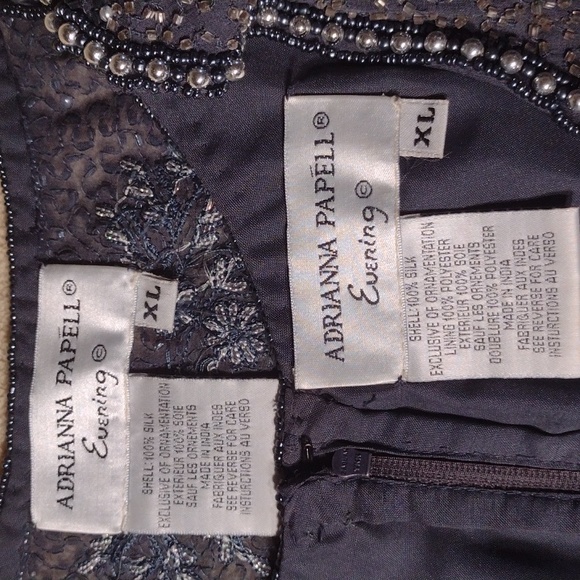 ADRIANNA PAPELL®
Evening ©
XL
SHELL:100% SILK
EXCLUSIVE OF ORNAMENTATION
EXTERIEUR 100% SOIE
SAUF LES ORNEMENTS
MADE IN INDIA
FABRIQUER AUX INDES
SEE REVERSE FOR CARE
INSTURCTIONS AU VERSO
ADRIANNA PAPELL®
Evening ©
XL
SHELL:100% SILK
EXCLUSIVE OF ORNAMENTATION
LINING 100% POLYESTER
EXTERIEUR 100% SOIE
SAUF LES ORNEMENTS
DOUBLURE 100% POLYESTER
MADE IN INDIA
FABRIGUER AUX INDES
SEE REVERSE FOR CARE
INSTURCTIONS AU VERSO